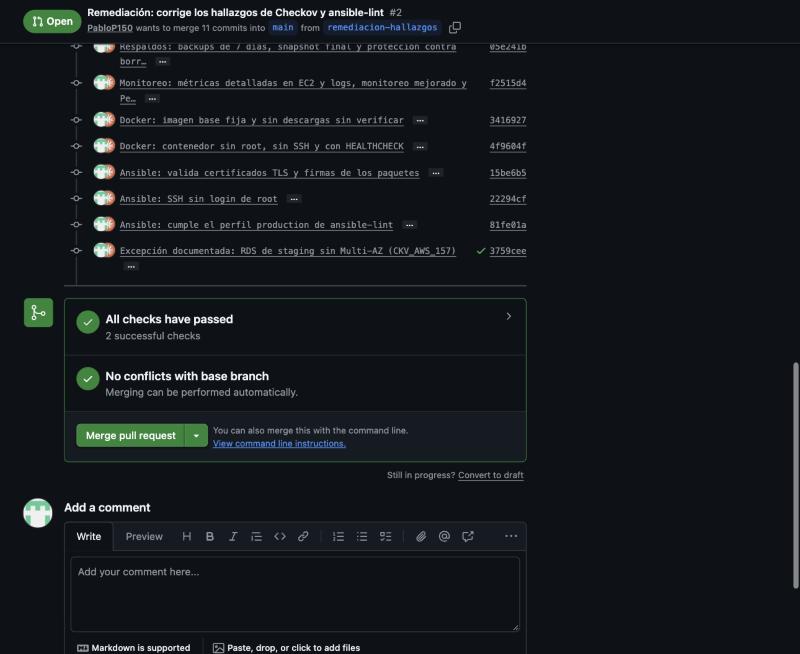 Open
Remediación: corrige los hallazgos de Checkov y ansible-lint #2
PabloP150 wants to merge 11 commits into main from remediacion-hallazgos
Respaldos: backups de 7 días, snapshot final y protección contra 05e241b
borr… …
Monitoreo: métricas detalladas en EC2 y logs, monitoreo mejorado y f2515d4
Pe… …
Docker: imagen base fija y sin descargas sin verificar … 3416927
Docker: contenedor sin root, sin SSH y con HEALTHCHECK … 4f9604f
Ansible: valida certificados TLS y firmas de los paquetes … 15be6b5
Ansible: SSH sin login de root … 22294cf
Ansible: cumple el perfil production de ansible-lint … 81fe01a
Excepción documentada: RDS de staging sin Multi-AZ (CKV_AWS_157) 3759cee
…
All checks have passed
2 successful checks
No conflicts with base branch
Merging can be performed automatically.
Merge pull request
You can also merge this with the command line.
View command line instructions.
Still in progress? Convert to draft
Add a comment
Write Preview
Add your comment here...
Markdown is supported
Paste, drop, or click to add files